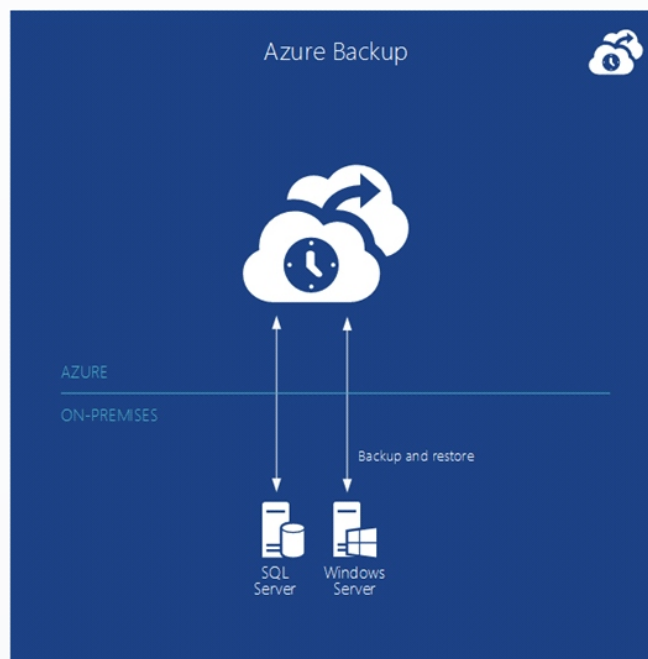 Azure Backup
AZURE
ON-PREMISES
Backup and restore
SQL
Server
Windows
Server